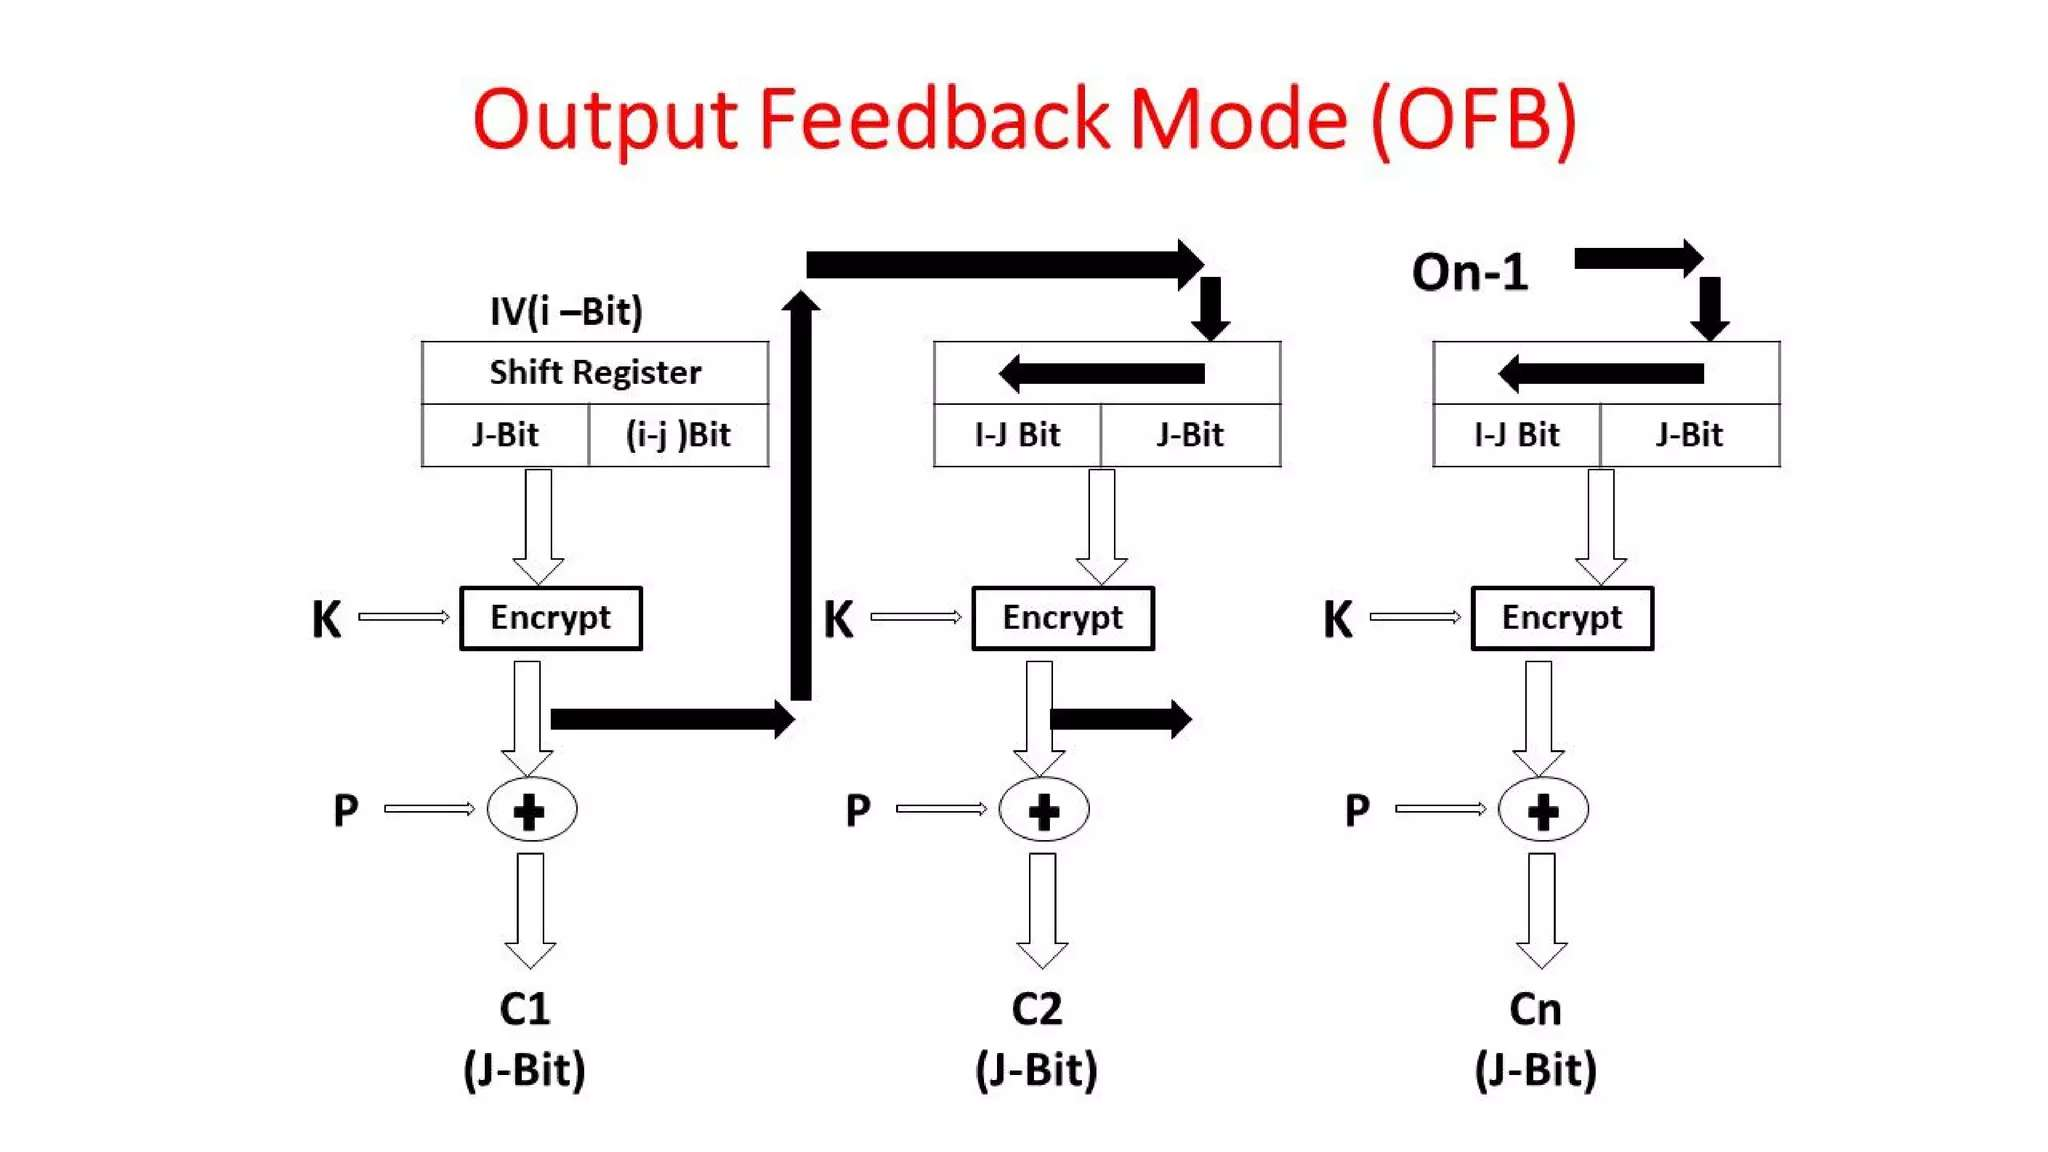 Output Feedback Mode (OFB)
On-1
IV(i –Bit)
Shift Register
J-Bit (i-j )Bit I-J Bit J-Bit I-J Bit J-Bit
K Encrypt K Encrypt K Encrypt
P + P + P +
C1 C2 Cn
(J-Bit) (J-Bit) (J-Bit)